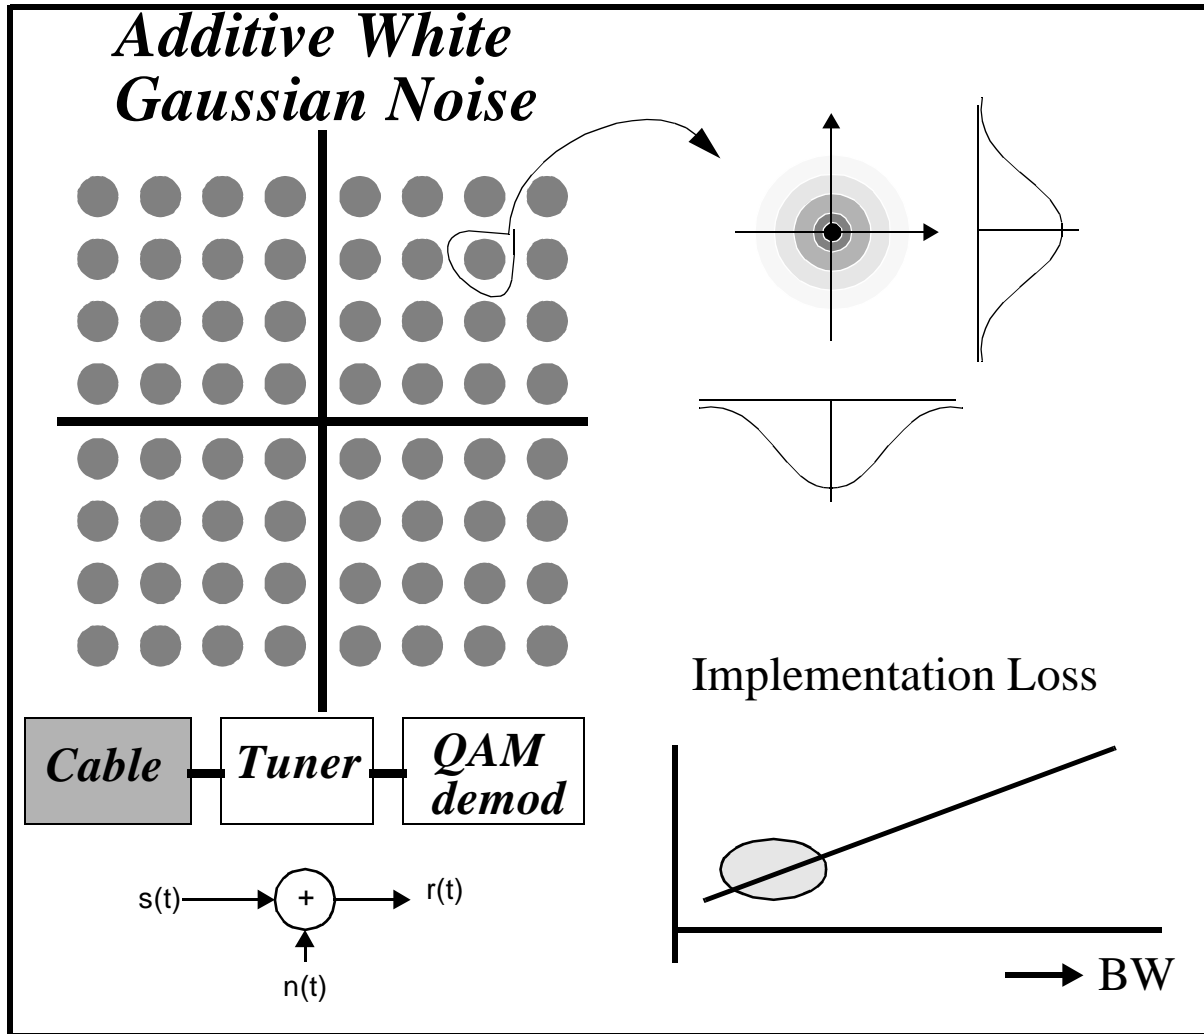 Additive White
Gaussian Noise
Implementation Loss
Cable
Tuner
QAM
demod
s(t)
+
r(t)
n(t)
BW